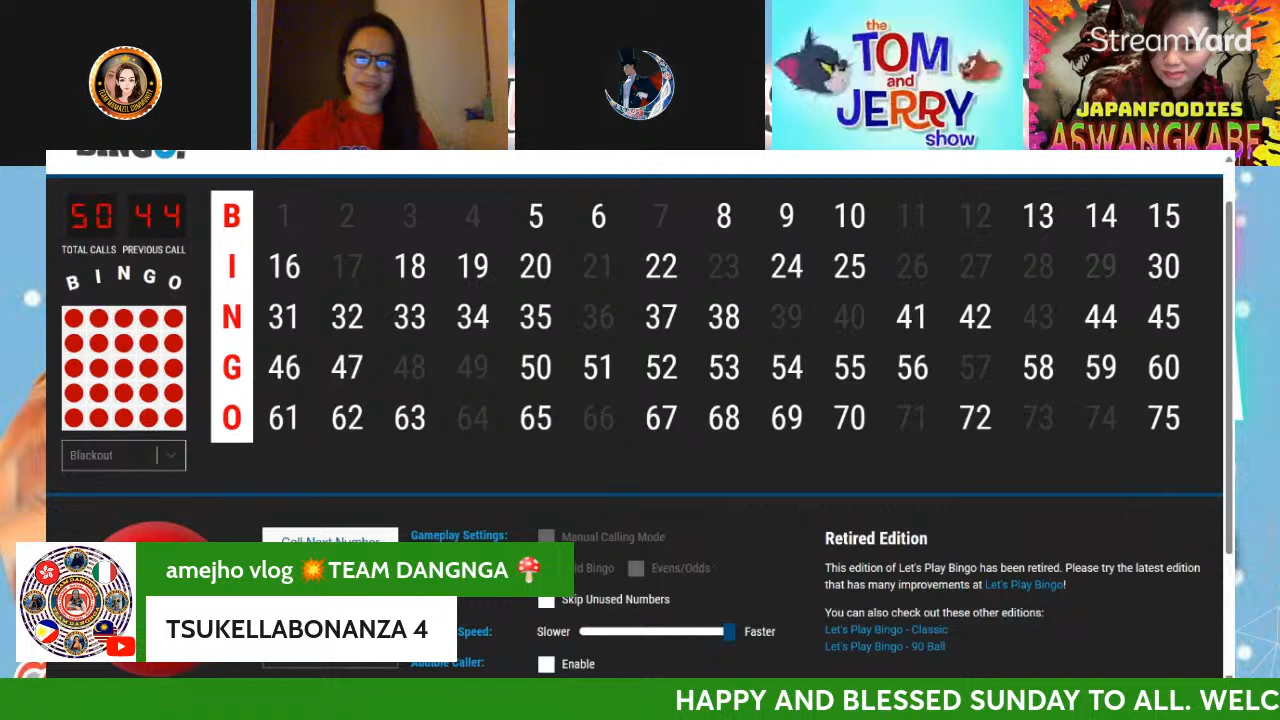 the
TOM
and
JERRY
show
StreamYard
JAPANFOODIES
ASWANGKABE
BINGO!
50 44
TOTAL CALLS PREVIOUS CALL
B I N G O
Blackout
B 1 2 3 4 5 6 7 8 9 10 11 12 13 14 15
I 16 17 18 19 20 21 22 23 24 25 26 27 28 29 30
N 31 32 33 34 35 36 37 38 39 40 41 42 43 44 45
G 46 47 48 49 50 51 52 53 54 55 56 57 58 59 60
O 61 62 63 64 65 66 67 68 69 70 71 72 73 74 75
Call Next Number
Gameplay Settings:
Manual Calling Mode
Bingo
Evens/Odds
Skip Unused Numbers
Speed:
Slower
Faster
Audible Caller:
Enable
Retired Edition
This edition of Let's Play Bingo has been retired. Please try the latest edition
that has many improvements at Let's Play Bingo!
You can also check out these other editions:
Let's Play Bingo - Classic
Let's Play Bingo - 90 Ball
amejho vlog 💥TEAM DANGNGA 🍄
TSUKELLABONANZA 4
HAPPY AND BLESSED SUNDAY TO ALL. WELC